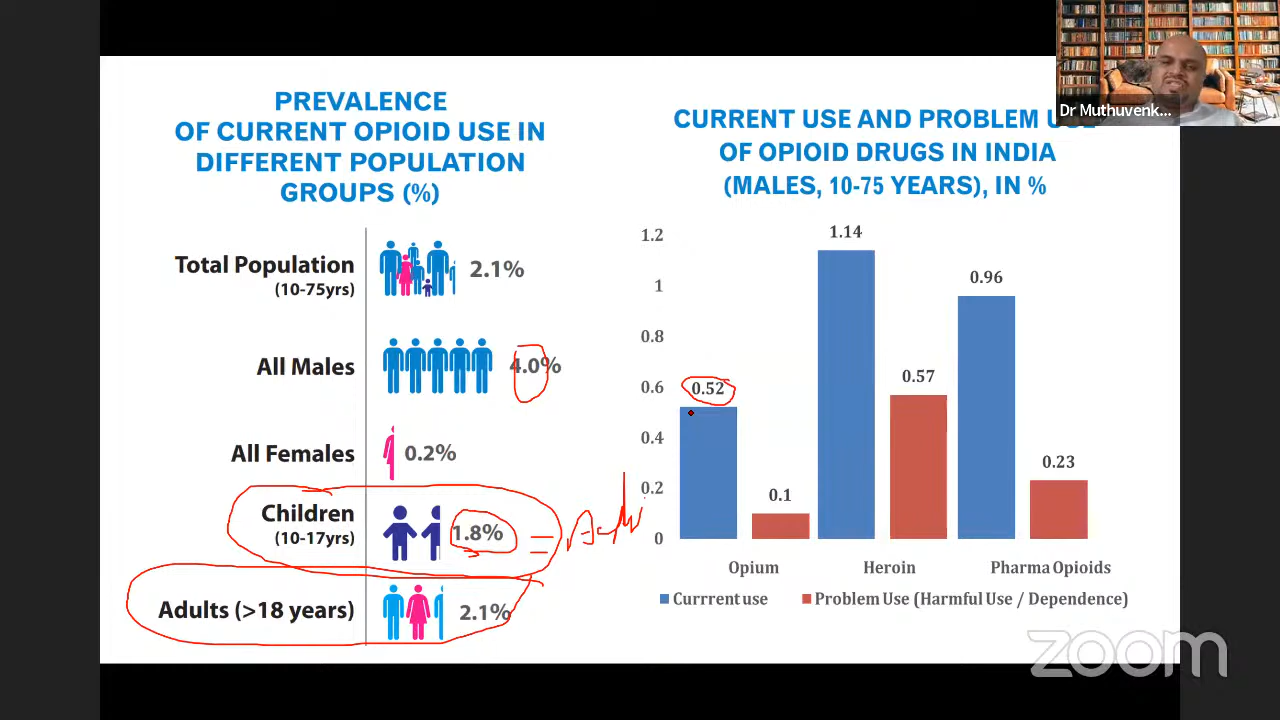 PREVALENCE
OF CURRENT OPIOID USE IN
DIFFERENT POPULATION
GROUPS (%)
Total Population
(10-75yrs)
2.1%
All Males
4.0%
All Females
0.2%
Children
(10-17yrs)
1.8%
=
Adults (>18 years)
2.1%
CURRENT USE AND PROBLEM
OF OPIOID DRUGS IN INDIA
(MALES, 10-75 YEARS), IN %
1.2
1
0.8
0.6
0.4
0.2
0
0.52
0.1
1.14
0.57
0.96
0.23
Opium
Heroin
Pharma Opioids
Currrent use
Problem Use (Harmful Use / Dependence)
Dr Muthuvenk...
zoom